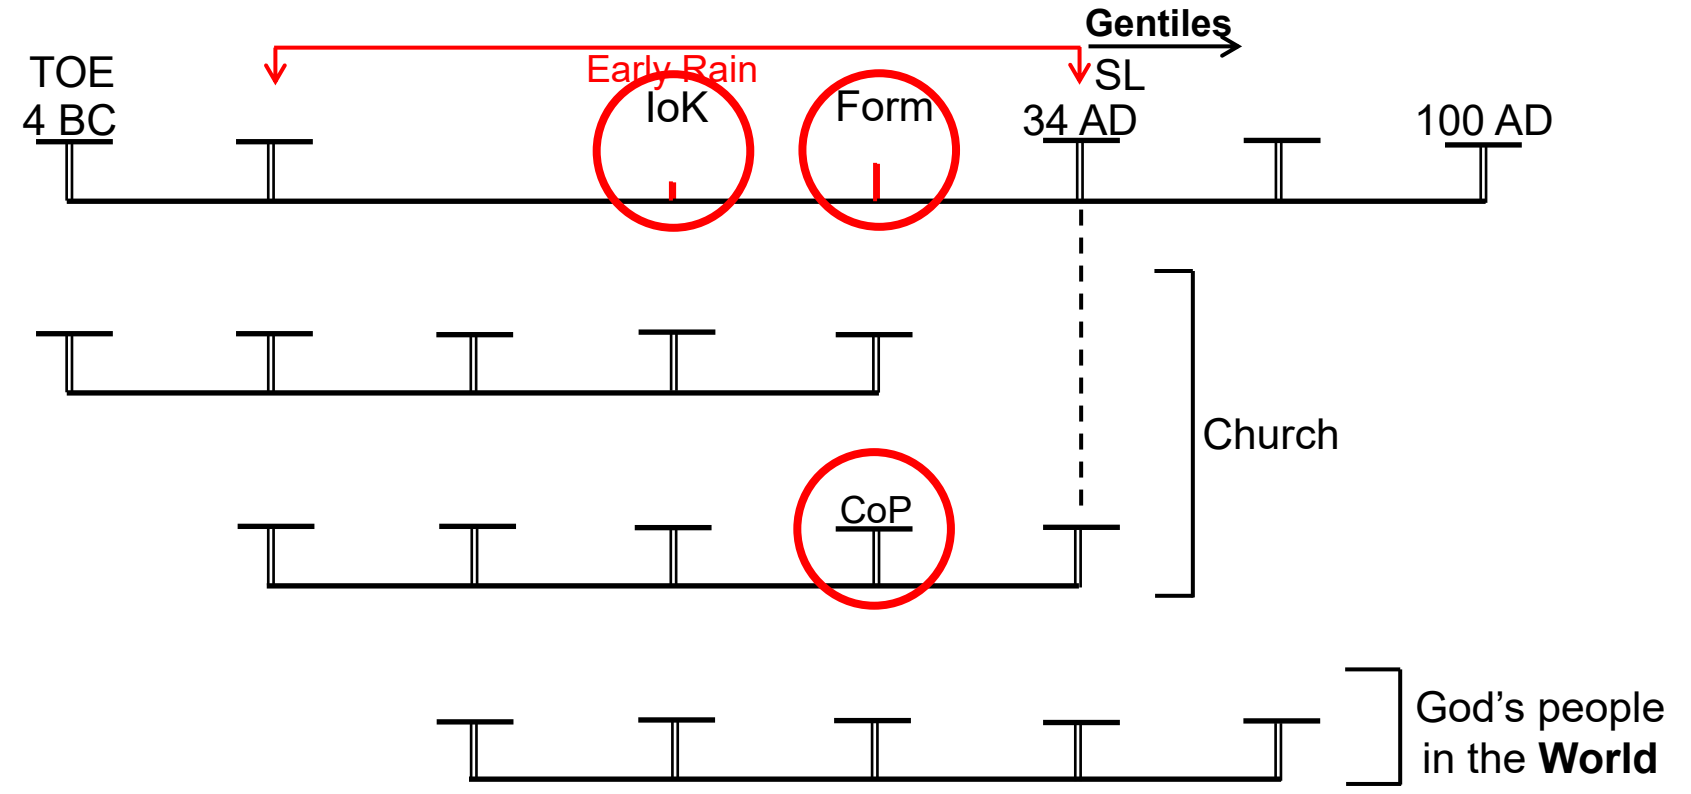 Gentiles
TOE
4 BC
Early Rain
IoK
Form
SL
34 AD
100 AD
Church
CoP
God’s people
in the World